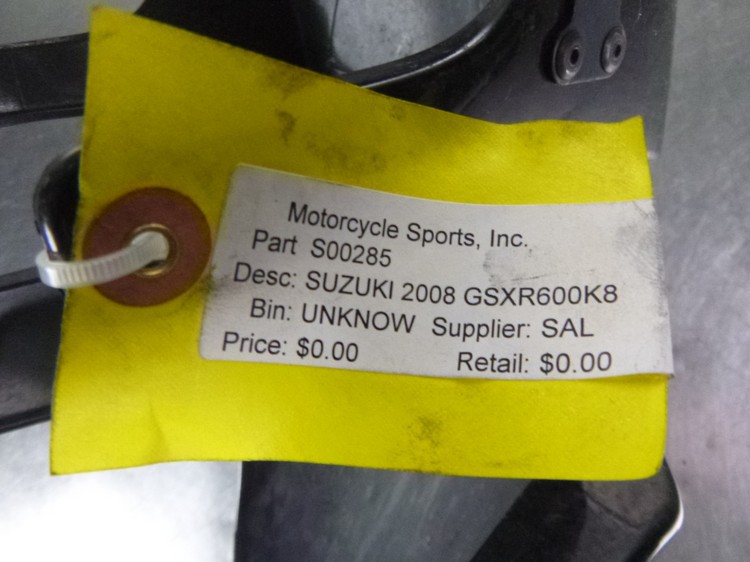 Motorcycle Sports, Inc.
Part S00285
Desc: SUZUKI 2008 GSXR600K8
Bin: UNKNOW Supplier: SAL
Price: $0.00 Retail: $0.00